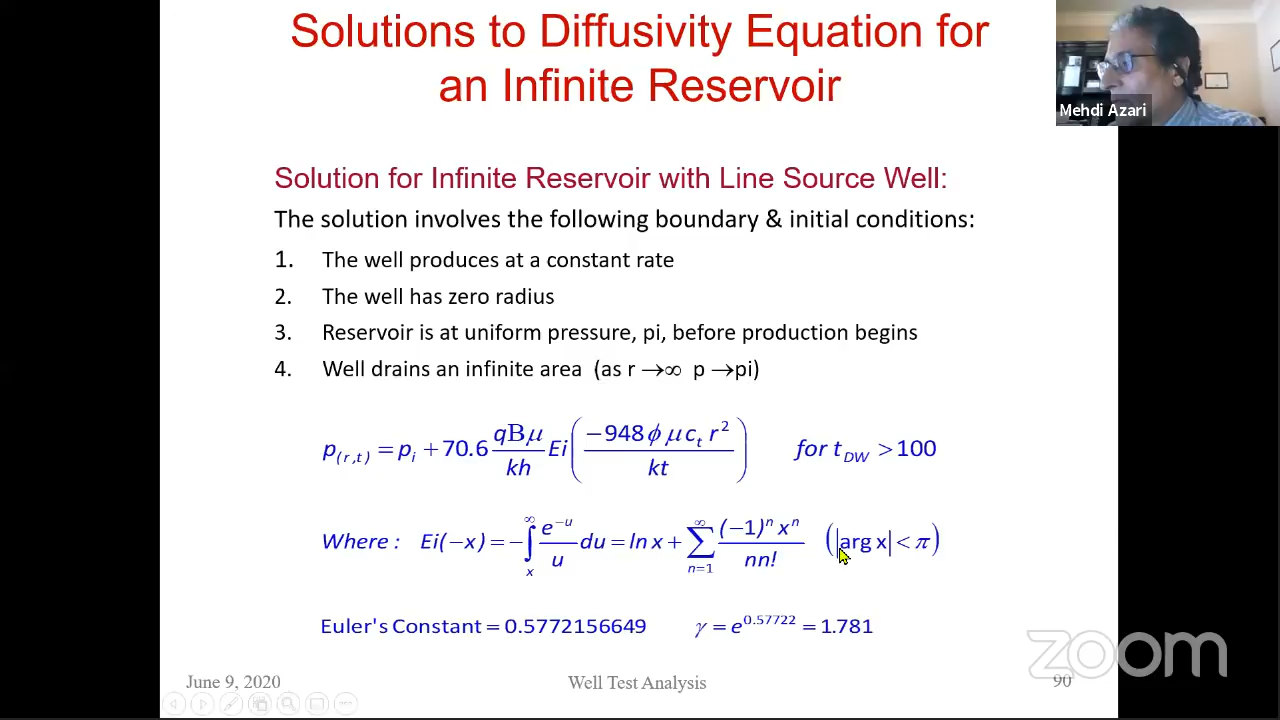 Solutions to Diffusivity Equation for
an Infinite Reservoir
Mehdi Azari
Solution for Infinite Reservoir with Line Source Well:
The solution involves the following boundary & initial conditions:
1. The well produces at a constant rate
2. The well has zero radius
3. Reservoir is at uniform pressure, pi, before production begins
4. Well drains an infinite area (as r →∞ p →pi)
p(r,t) = pi + 70.6 qBμ/kh Ei(−948 ϕ μ ct r²/kt) for tDW > 100
Where : Ei(−x) = −∫x^∞ e^−u/u du = ln x + ∑n=1^∞ (−1)^n x^n/nn! (|arg x| < π)
Euler's Constant = 0.5772156649 γ = e^0.57722 = 1.781
zoom
June 9, 2020 Well Test Analysis 90